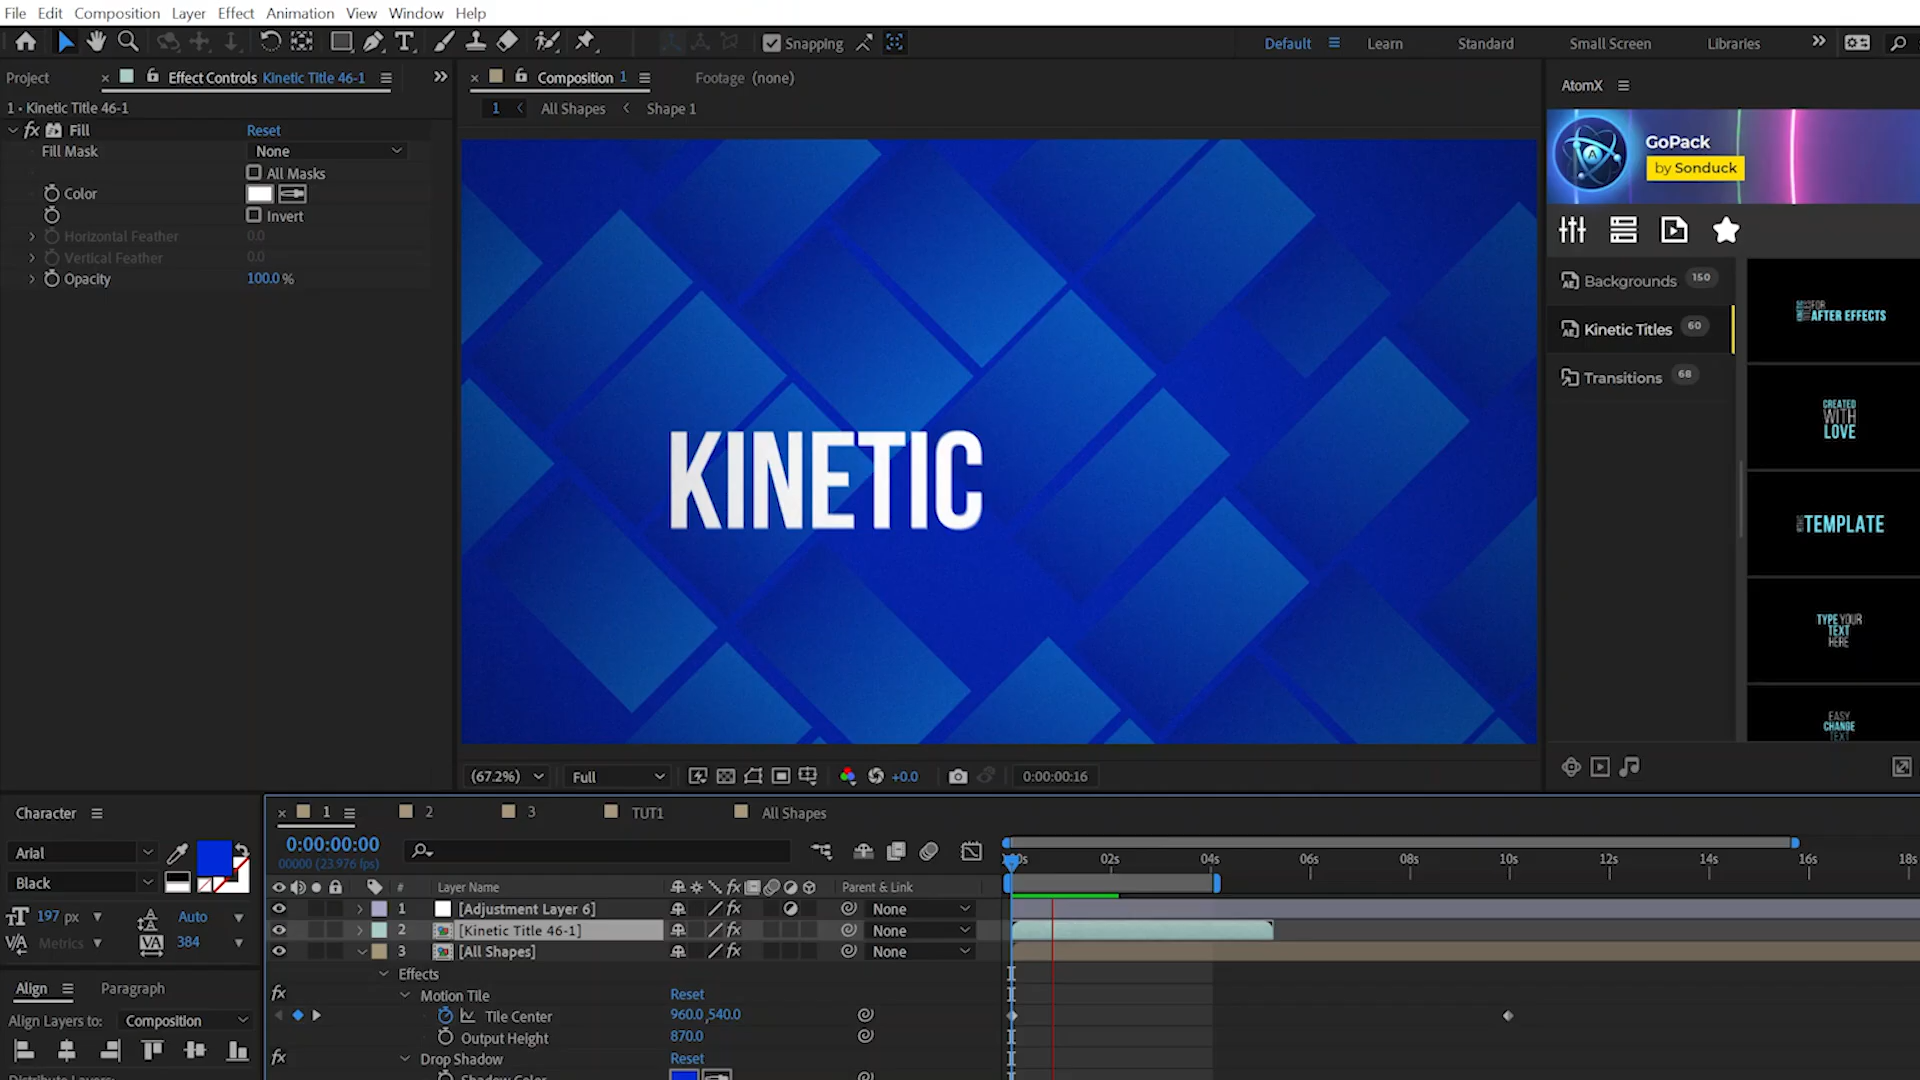 File Edit Composition Layer Effect Animation View Window Help
Snapping
Default Learn Standard Small Screen Libraries
Project Effect Controls Kinetic Title 46-1
Composition 1 Footage (none)
1 • Kinetic Title 46-1
1 All Shapes Shape 1
fx Fill Reset
Fill Mask None
All Masks
Color
Invert
Horizontal Feather 0.0
Vertical Feather 0.0
Opacity 100.0 %
KINETIC
AtomX
GoPack
by Sonduck
Backgrounds 150
Kinetic Titles 60
Transitions 68
AFTER EFFECTS
CREATED
WITH
LOVE
TEMPLATE
TYPE YOUR
TEXT
HERE
EASY
CHANGE
TEXT
(67.2%) Full +0.0 0:00:00:16
Character
Arial
Black
197 px Auto
Metrics 384
Align Paragraph
Align Layers to: Composition
1 2 3 TUT1 All Shapes
0:00:00:00
00000 (23.976 fps)
02s 04s 06s 08s 10s 12s 14s 16s 18s
# Layer Name Parent & Link
1 [Adjustment Layer 6] None
2 [Kinetic Title 46-1] None
3 [All Shapes] None
Effects
fx Motion Tile Reset
Tile Center 960.0,540.0
Output Height 870.0
fx Drop Shadow Reset
Shadow Color